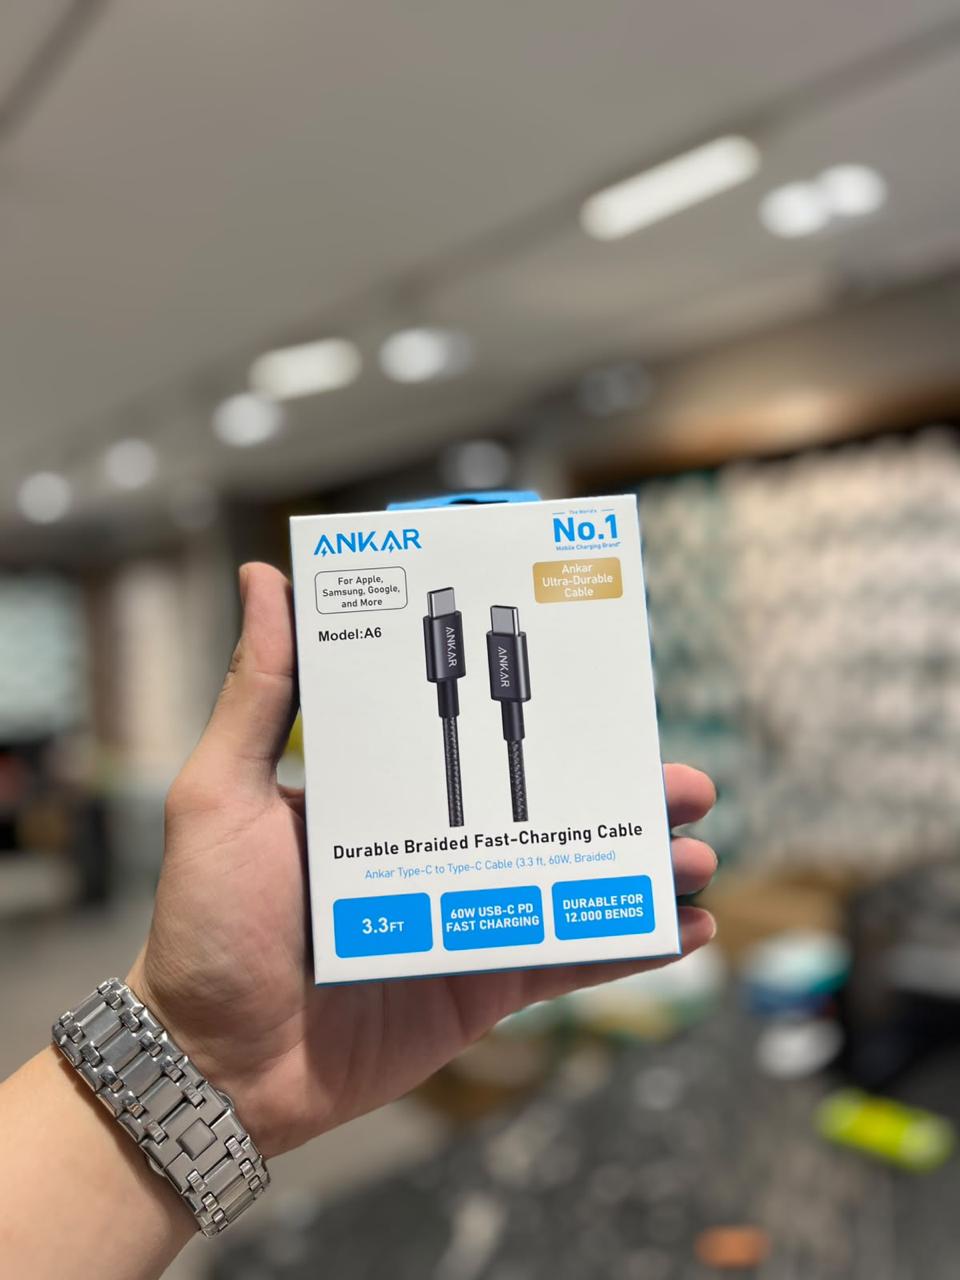 ANKAR
The World's
No.1
Mobile Charging Brand*
For Apple,
Samsung, Google,
and More
Ankar
Ultra-Durable
Cable
Model:A6
ANKAR
ANKAR
Durable Braided Fast-Charging Cable
Ankar Type-C to Type-C Cable (3.3 ft, 60W, Braided)
3.3FT
60W USB-C PD
FAST CHARGING
DURABLE FOR
12.000 BENDS